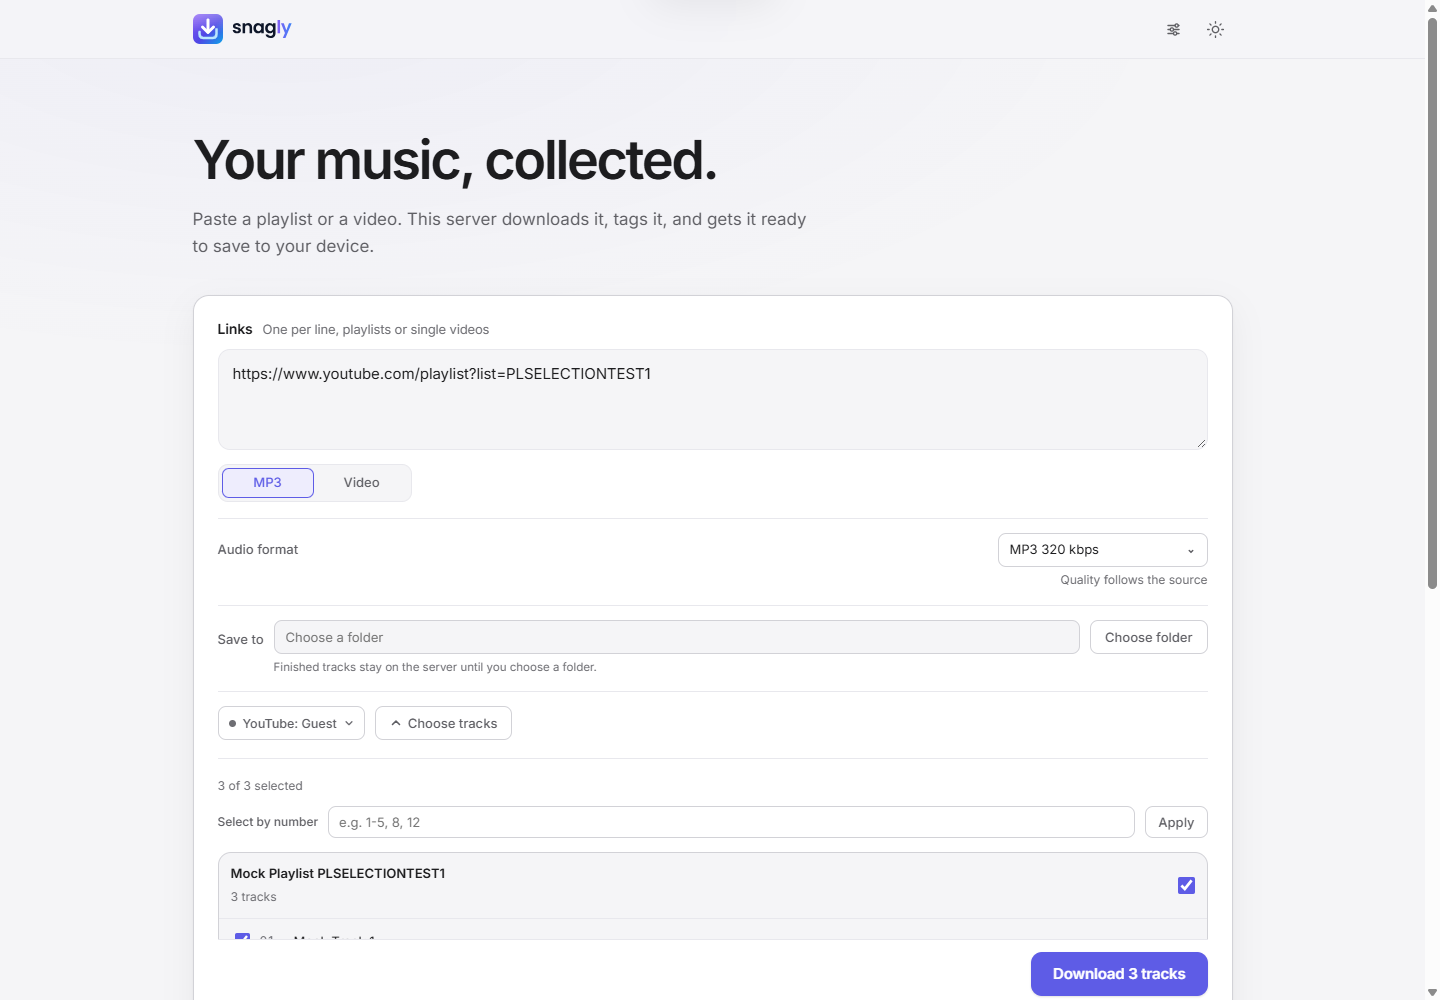 snagly
Your music, collected.
Paste a playlist or a video. This server downloads it, tags it, and gets it ready
to save to your device.
Links One per line, playlists or single videos
https://www.youtube.com/playlist?list=PLSELECTIONTEST1
MP3 Video
Audio format MP3 320 kbps
Quality follows the source
Save to Choose a folder Choose folder
Finished tracks stay on the server until you choose a folder.
YouTube: Guest Choose tracks
3 of 3 selected
Select by number e.g. 1-5, 8, 12 Apply
Mock Playlist PLSELECTIONTEST1
3 tracks
Download 3 tracks